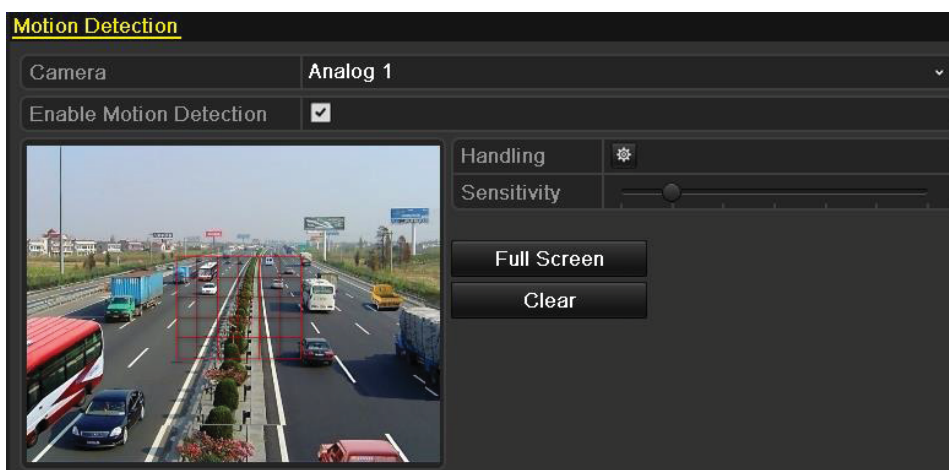 Motion Detection
Camera Analog 1
Enable Motion Detection
Handling
Sensitivity
Full Screen
Clear